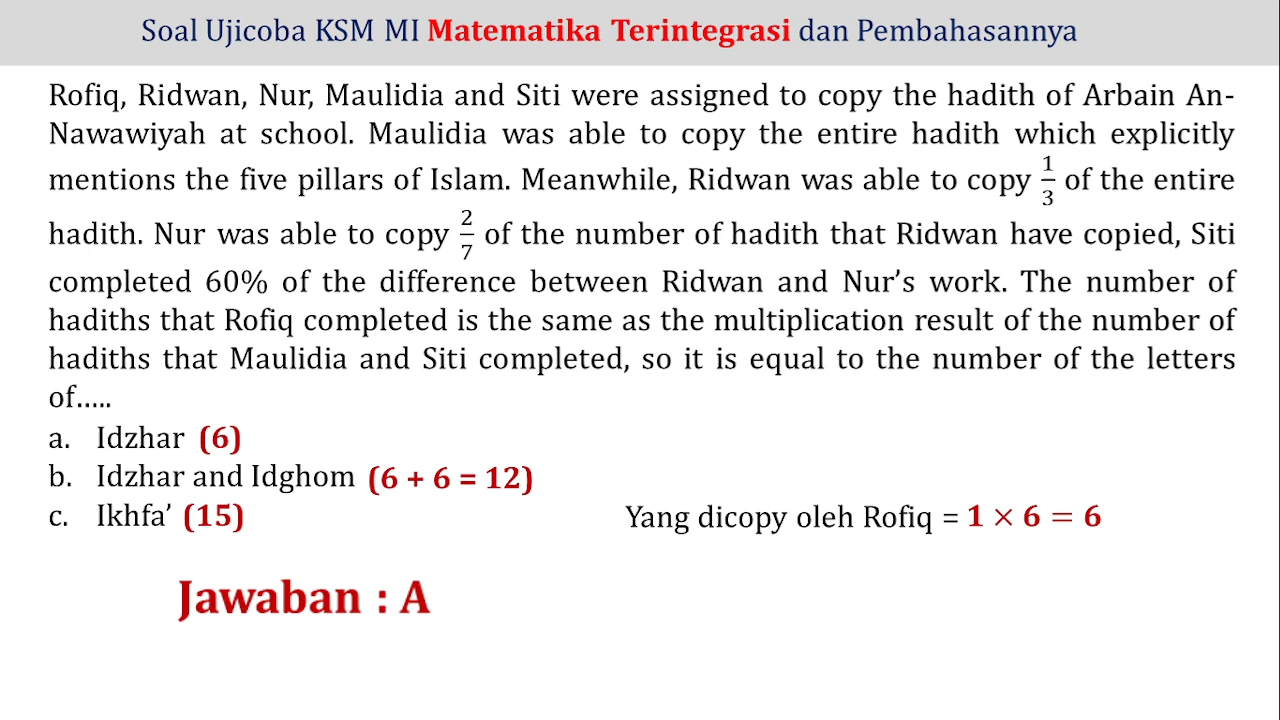 Soal Ujicoba KSM MI Matematika Terintegrasi dan Pembahasannya
Rofiq, Ridwan, Nur, Maulidia and Siti were assigned to copy the hadith of Arbain An-
Nawawiyah at school. Maulidia was able to copy the entire hadith which explicitly
mentions the five pillars of Islam. Meanwhile, Ridwan was able to copy 1/3 of the entire
hadith. Nur was able to copy 2/7 of the number of hadith that Ridwan have copied, Siti
completed 60% of the difference between Ridwan and Nur's work. The number of
hadiths that Rofiq completed is the same as the multiplication result of the number of
hadiths that Maulidia and Siti completed, so it is equal to the number of the letters
of.....
a. Idzhar (6)
b. Idzhar and Idghom (6 + 6 = 12)
c. Ikhfa' (15)
Yang dicopy oleh Rofiq = 1 × 6 = 6
Jawaban : A